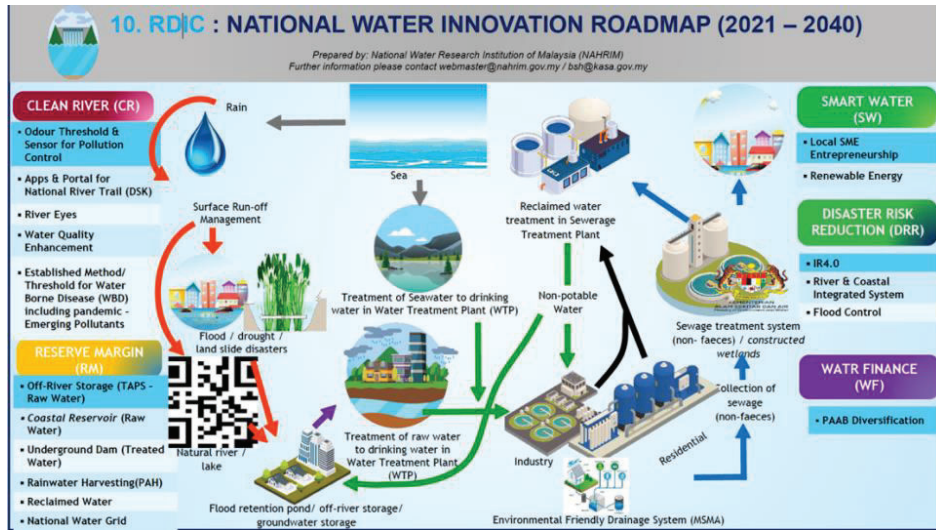 10. RDiC : NATIONAL WATER INNOVATION ROADMAP (2021 – 2040)
Prepared by: National Water Research Institution of Malaysia (NAHRIM)
Further information please contact webmaster@nahrim.gov.my / bsh@kasa.gov.my
CLEAN RIVER (CR)
• Odour Threshold &
Sensor for Pollution
Control
• Apps & Portal for
National River Trail (DSK)
• River Eyes
• Water Quality
Enhancement
• Established Method/
Threshold for Water
Borne Disease (WBD)
including pandemic -
Emerging Pollutants
RESERVE MARGIN
(RM)
• Off-River Storage (TAPS -
Raw Water)
• Coastal Reservoir (Raw
Water)
• Underground Dam (Treated
Water)
• Rainwater Harvesting(PAH)
• Reclaimed Water
• National Water Grid
Rain
Surface Run-off
Management
Flood / drought /
land slide disasters
Natural river /
lake
Flood retention pond/ off-river storage/
groundwater storage
Sea
Treatment of Seawater to drinking
water in Water Treatment Plant (WTP)
Treatment of raw water
to drinking water in
Water Treatment Plant
(WTP)
Reclaimed water
treatment in Sewerage
Treatment Plant
Non-potable
Water
Industry
Residential
Environmental Friendly Drainage System (MSMA)
Sewage treatment system
(non- faeces) / constructed
wetlands
Collection of
sewage
(non-faeces)
SMART WATER
(SW)
• Local SME
Entrepreneurship
• Renewable Energy
DISASTER RISK
REDUCTION (DRR)
• IR4.0
• River & Coastal
Integrated System
• Flood Control
WATR FINANCE
(WF)
• PAAB Diversification